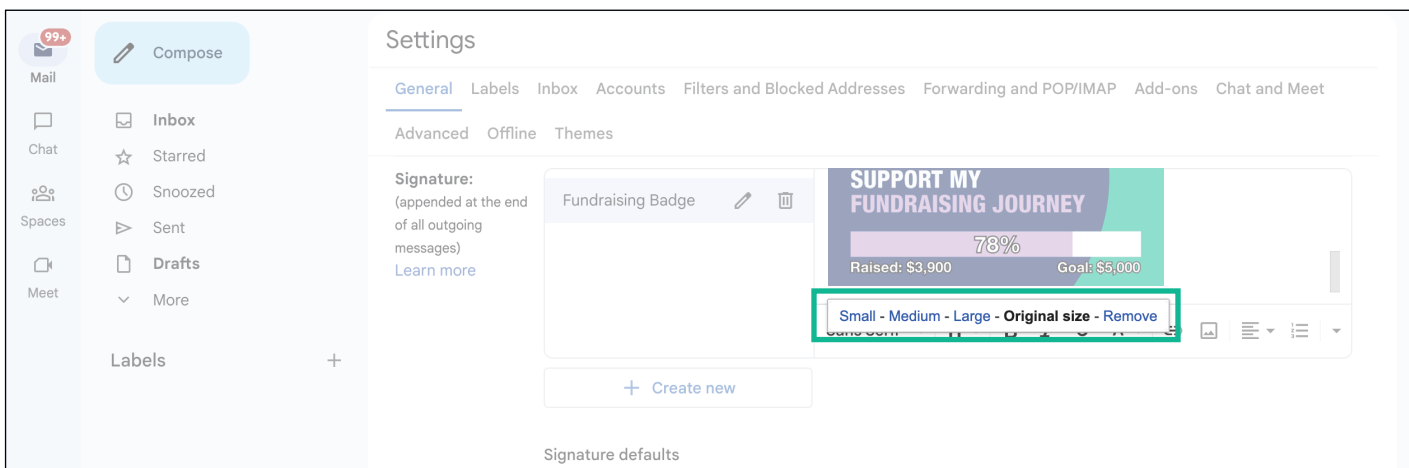 99+
Mail
Chat
Spaces
Meet
Compose
Inbox
Starred
Snoozed
Sent
Drafts
More
Labels
Settings
General Labels Inbox Accounts Filters and Blocked Addresses Forwarding and POP/IMAP Add-ons Chat and Meet
Advanced Offline Themes
Signature:
(appended at the end
of all outgoing
messages)
Learn more
Fundraising Badge
SUPPORT MY
FUNDRAISING JOURNEY
78%
Raised: $3,900 Goal: $5,000
Small - Medium - Large - Original size - Remove
Create new
Signature defaults